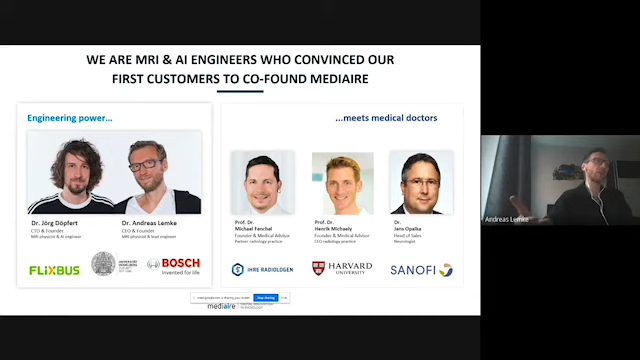 WE ARE MRI & AI ENGINEERS WHO CONVINCED OUR
FIRST CUSTOMERS TO CO-FOUND MEDIAIRE
Engineering power…
...meets medical doctors
Dr. Jörg Döpfert
CTO & Founder
MRI physicist & AI engineer
Dr. Andreas Lemke
CEO & Founder
MRI physicist & lead engineer
Prof. Dr.
Michael Fenchel
Founder & Medical Advisor
Partner radiology practice
Prof. Dr.
Henrik Michaely
Founder & Medical Advisor
CEO radiology practice
Dr.
Jens Opalka
Head of Sales
Neurologist
FLiXBUS
UNIVERSITÄT
HEIDELBERG
BOSCH
Invented for life
IHRE RADIOLOGEN
HARVARD
UNIVERSITY
SANOFI
Stop sharing
Hide
mediaire
Andreas Lemke